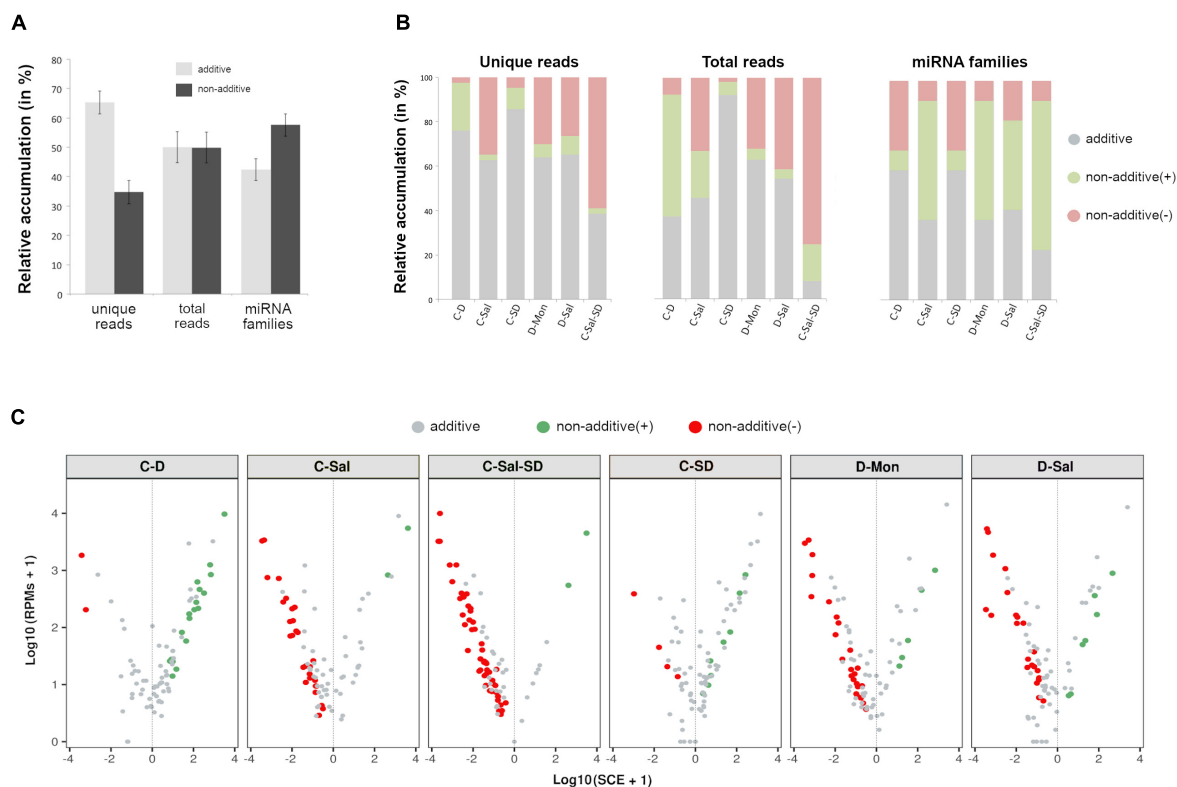 A
Relative accumulation (in %)
80
70
60
50
40
30
20
10
0
additive
non-additive
unique reads
total reads
miRNA families
B
Relative accumulation (in %)
100
80
60
40
20
0
Unique reads
C-D
C-Sal
C-SD
D-Mon
D-Sal
C-Sal-SD
Total reads
C-D
C-Sal
C-SD
D-Mon
D-Sal
C-Sal-SD
miRNA families
C-D
C-Sal
C-SD
D-Mon
D-Sal
C-Sal-SD
additive
non-additive(+)
non-additive(-)
C
additive
non-additive(+)
non-additive(-)
C-D
C-Sal
C-Sal-SD
C-SD
D-Mon
D-Sal
Log10 (RPMs + 1)
4
3
2
1
0
-4 -2 0 2 4
-4 -2 0 2 4
-4 -2 0 2 4
-4 -2 0 2 4
-4 -2 0 2 4
-4 -2 0 2 4
Log10 (SCE + 1)